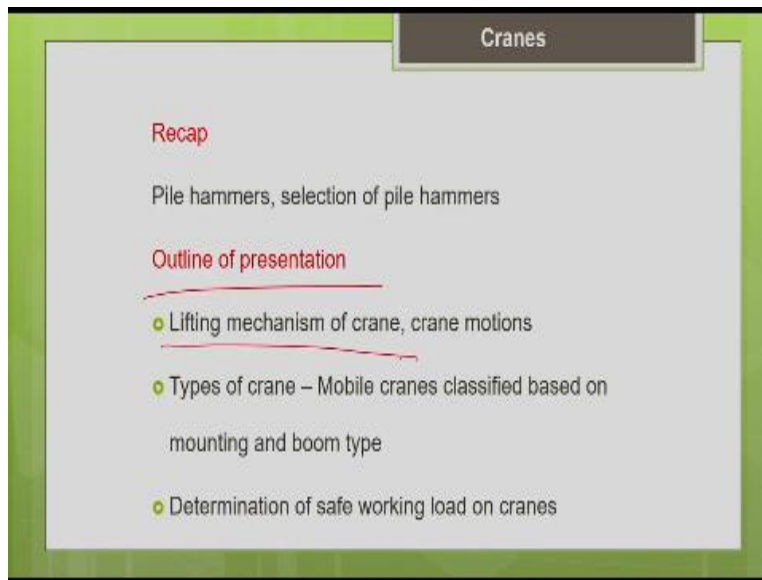 Cranes
Recap
Pile hammers, selection of pile hammers
Outline of presentation
Lifting mechanism of crane, crane motions
Types of crane – Mobile cranes classified based on
mounting and boom type
Determination of safe working load on cranes